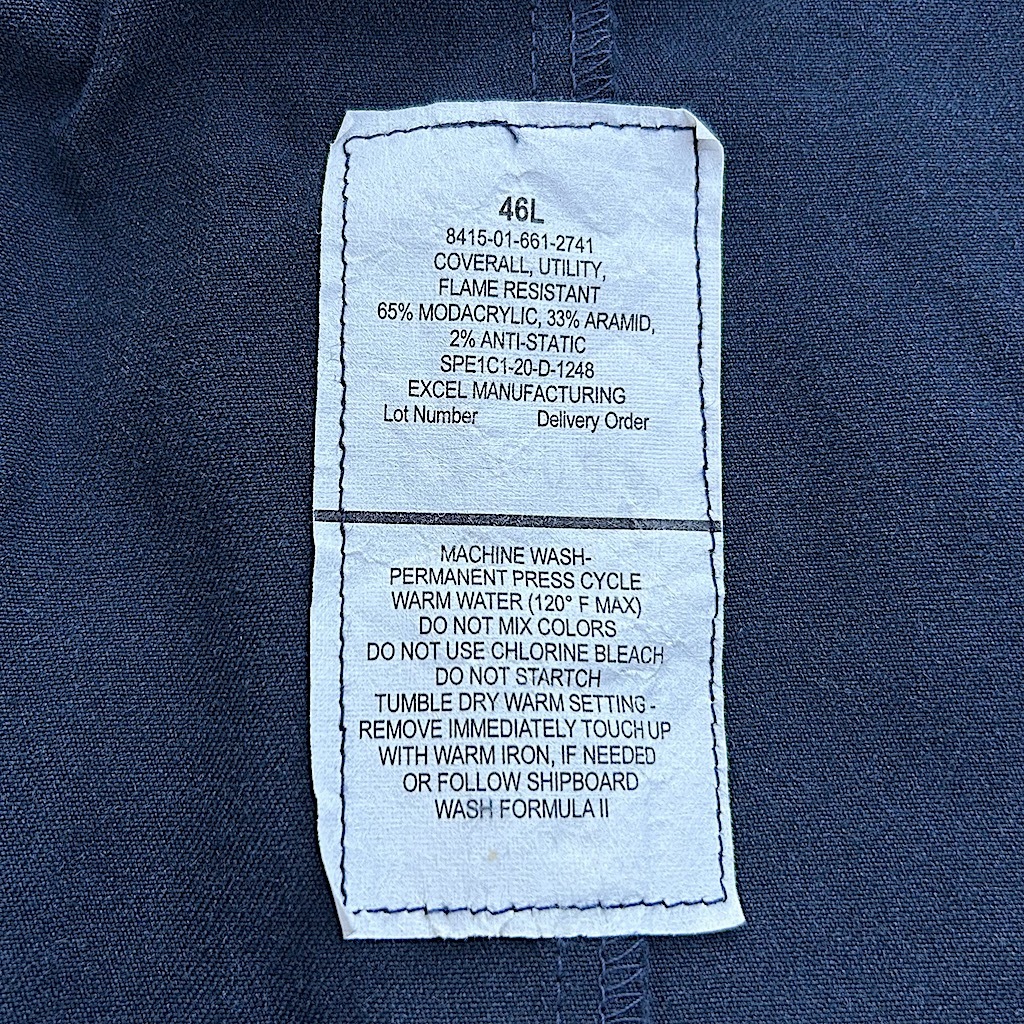 46L
8415-01-661-2741
COVERALL, UTILITY,
FLAME RESISTANT
65% MODACRYLIC, 33% ARAMID,
2% ANTI-STATIC
SPE1C1-20-D-1248
EXCEL MANUFACTURING
Lot Number Delivery Order
MACHINE WASH-
PERMANENT PRESS CYCLE
WARM WATER (120° F MAX)
DO NOT MIX COLORS
DO NOT USE CHLORINE BLEACH
DO NOT STARTCH
TUMBLE DRY WARM SETTING -
REMOVE IMMEDIATELY TOUCH UP
WITH WARM IRON, IF NEEDED
OR FOLLOW SHIPBOARD
WASH FORMULA II